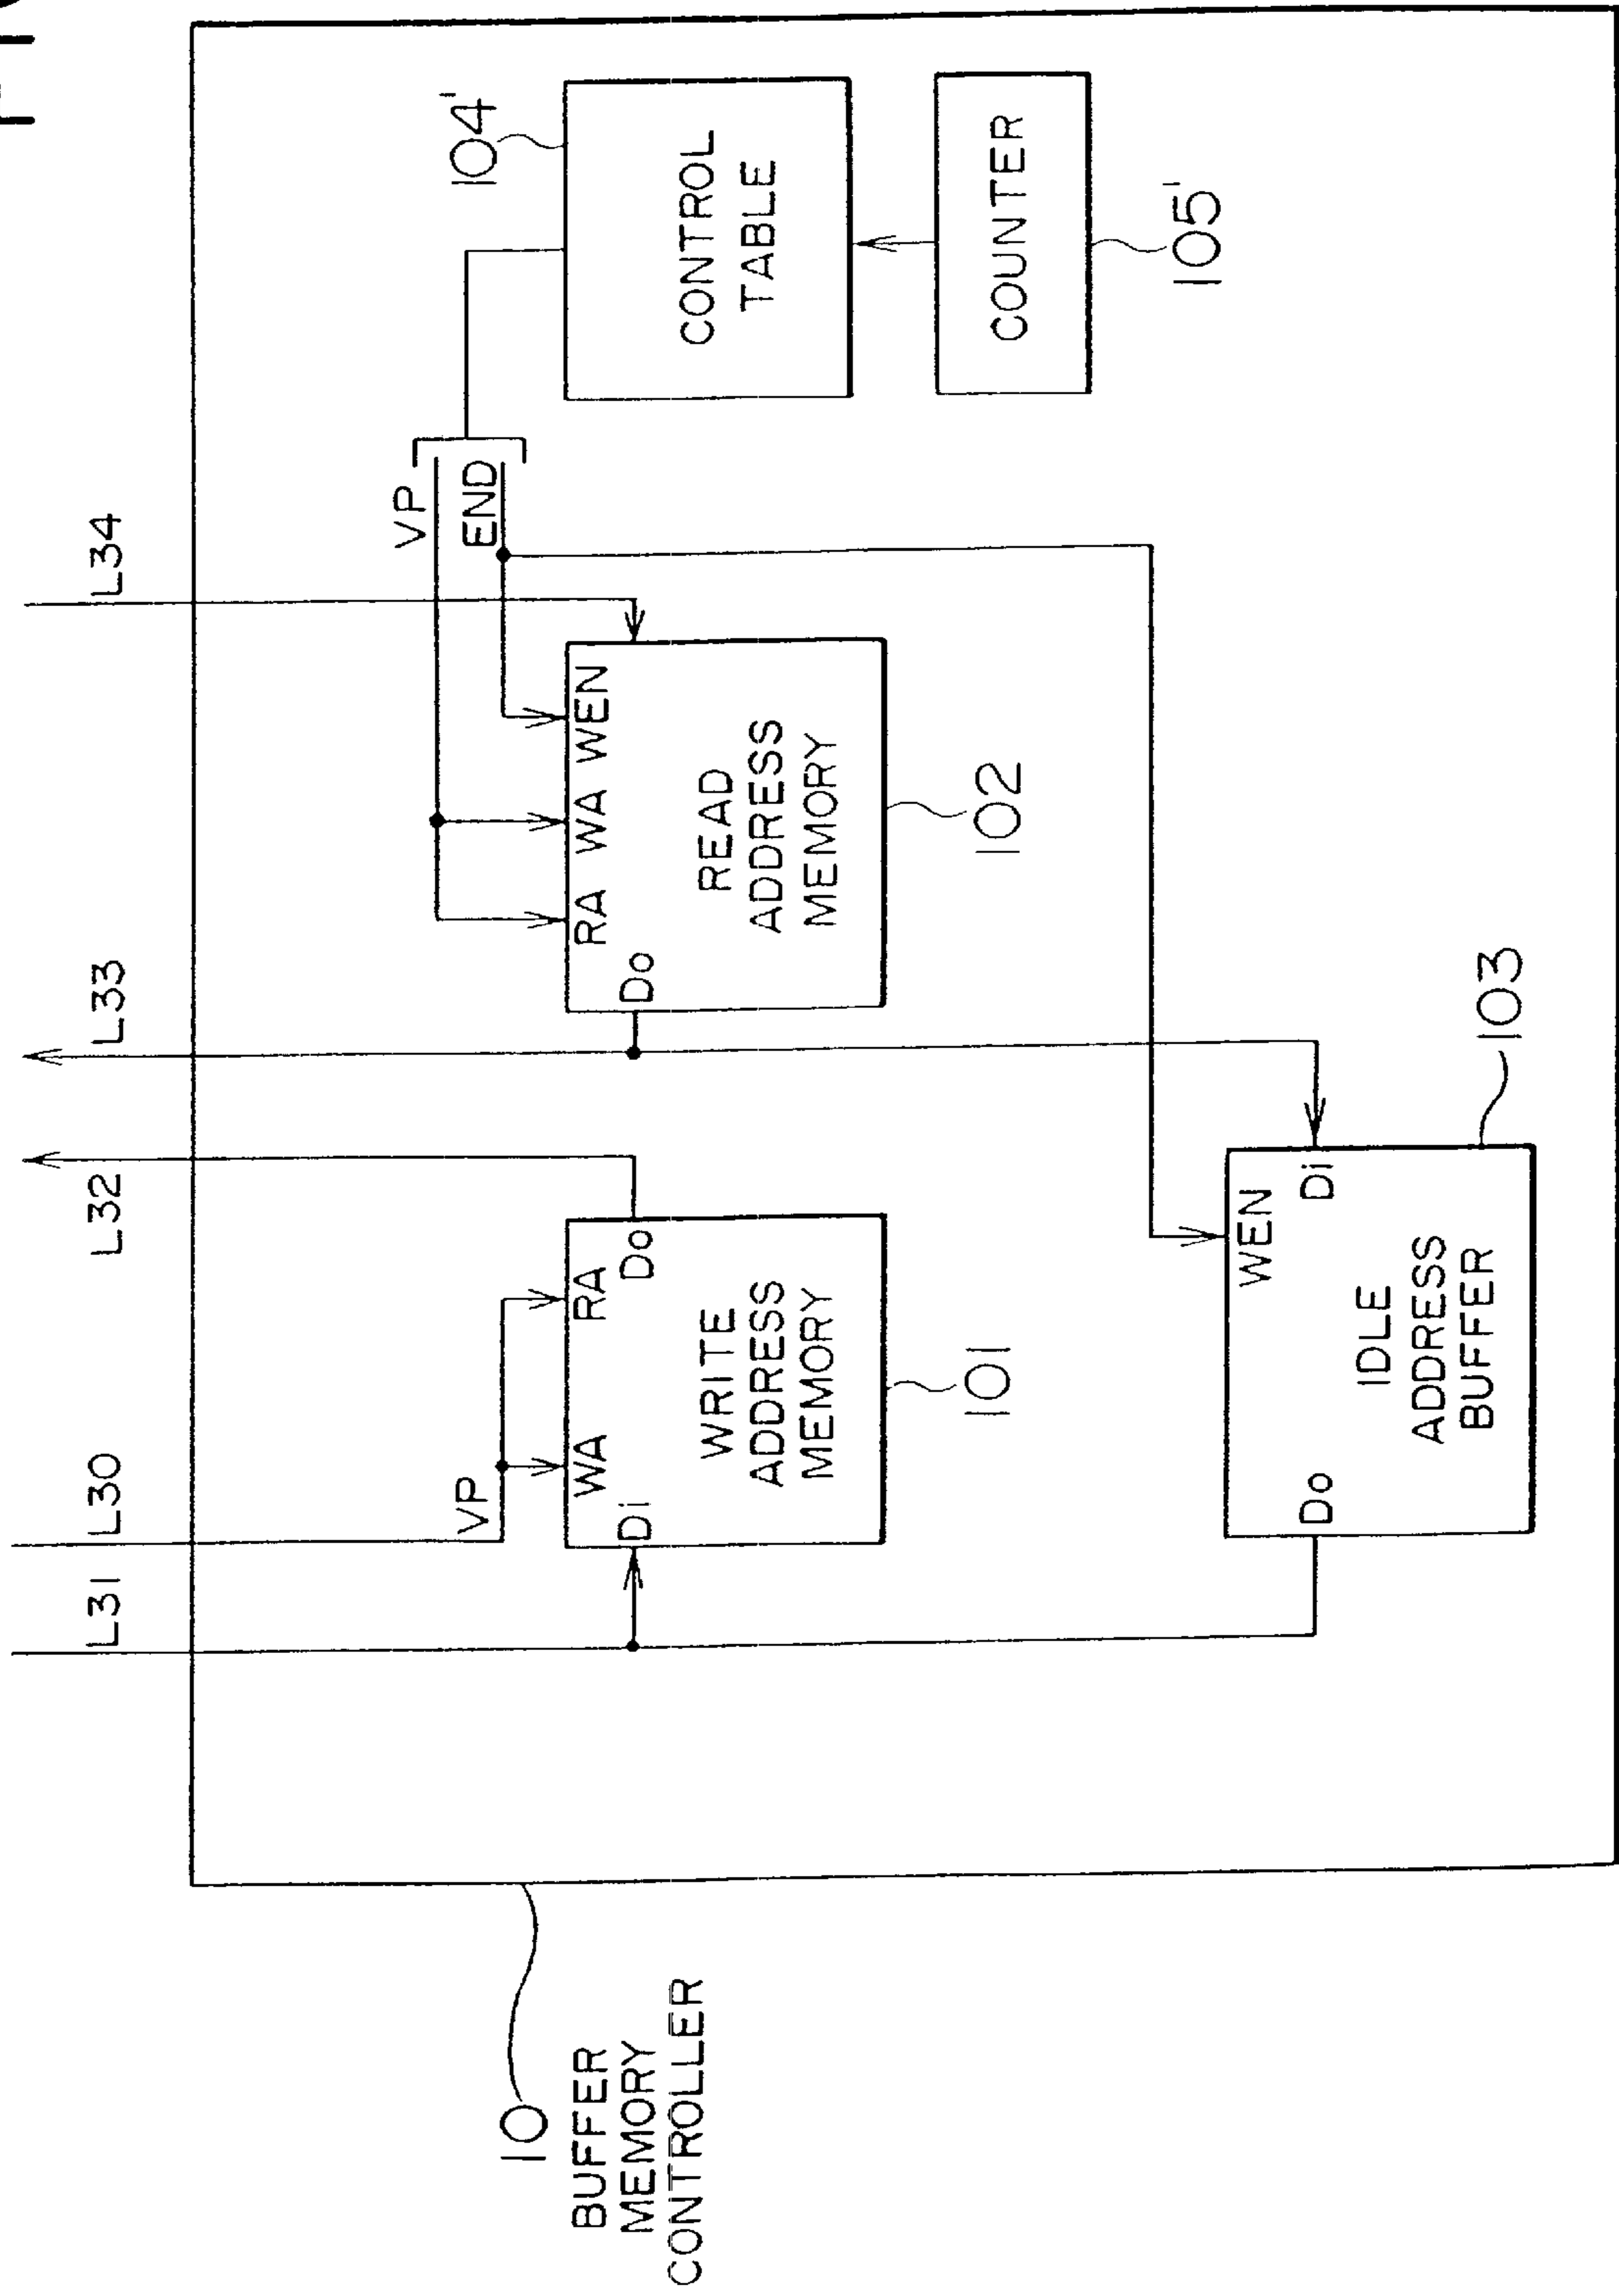 L31
L30
L32
L33
L34
10
BUFFER
MEMORY
CONTROLLER
VP
WA
RA
Di
Do
WRITE
ADDRESS
MEMORY
101
VP
END
RA WA WEN
Do
READ
ADDRESS
MEMORY
102
104'
CONTROL
TABLE
COUNTER
105'
WEN
Do
Di
IDLE
ADDRESS
BUFFER
103